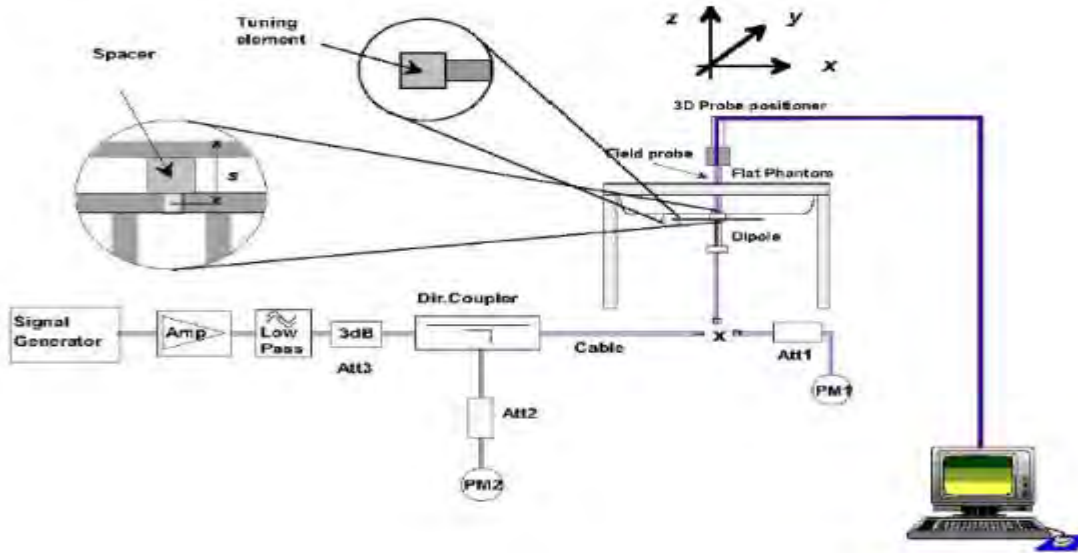 Tuning
element
Spacer
z
y
x
3D Probe positioner
Field probe
Flat Phantom
s
Dipole
Dir.Coupler
Signal
Generator
Amp
Low
Pass
3dB
Att3
Cable
x
Att1
PM1
Att2
PM2